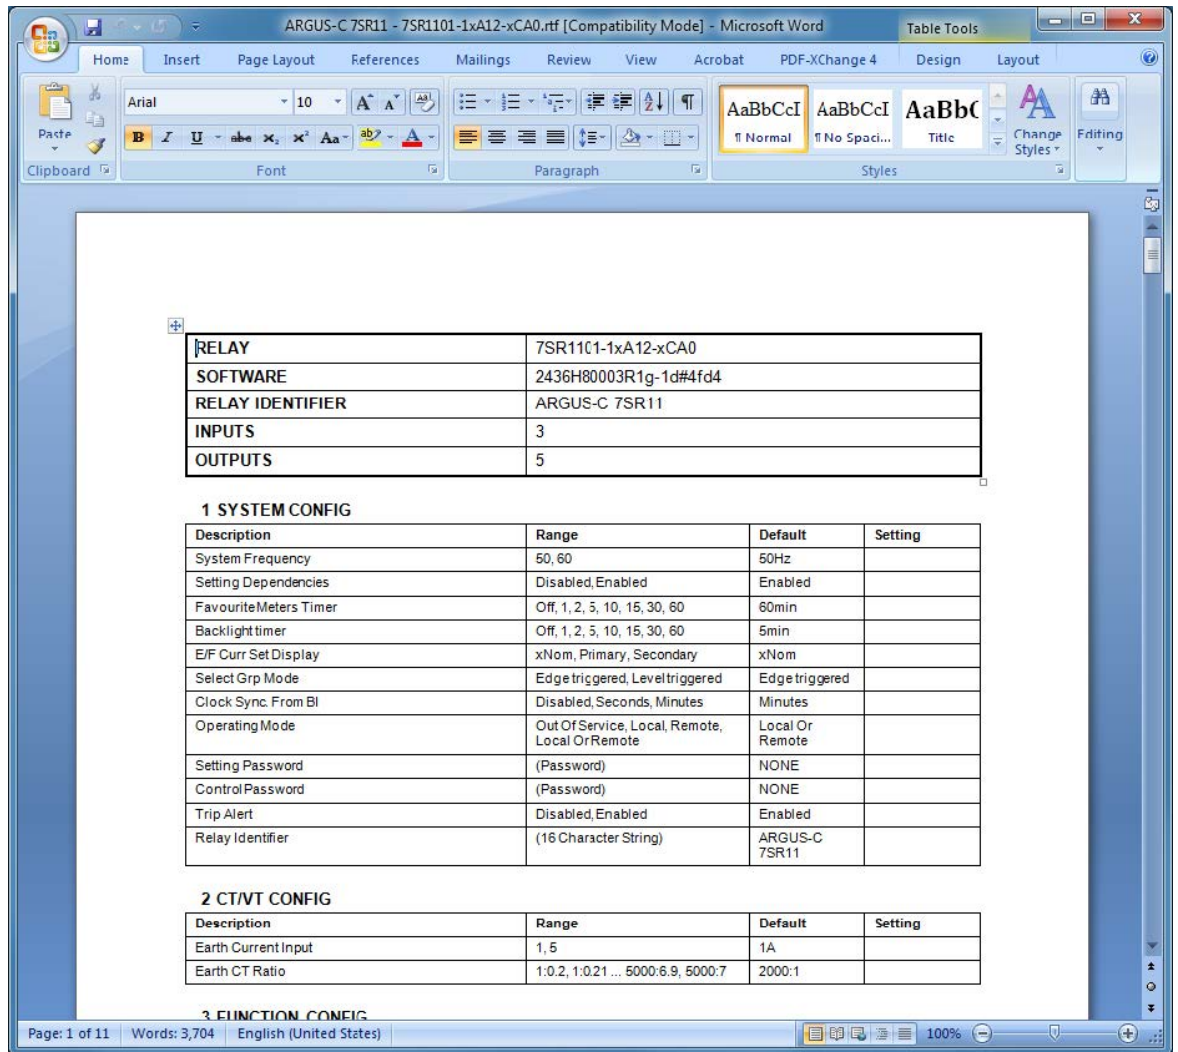 ARGUS-C 7SR11 - 7SR1101-1xA12-xCA0.rtf [Compatibility Mode] - Microsoft Word
Table Tools
Home Insert Page Layout References Mailings Review View Acrobat PDF-XChange 4 Design Layout
Paste
Clipboard
Arial 10
B I U abc x₂ x² Aa ab A
Font
Paragraph
AaBbCcI AaBbCcI AaBb(
¶ Normal ¶ No Spaci... Title
Change Styles
Styles
Editing
RELAY 7SR1101-1xA12-xCA0
SOFTWARE 2436H80003R1g-1d#4fd4
RELAY IDENTIFIER ARGUS-C 7SR11
INPUTS 3
OUTPUTS 5
1 SYSTEM CONFIG
Description Range Default Setting
System Frequency 50, 60 50Hz
Setting Dependencies Disabled, Enabled Enabled
Favourite Meters Timer Off, 1, 2, 5, 10, 15, 30, 60 60min
Backlight timer Off, 1, 2, 5, 10, 15, 30, 60 5min
E/F Curr Set Display xNom, Primary, Secondary xNom
Select Grp Mode Edge triggered, Level triggered Edge triggered
Clock Sync. From BI Disabled, Seconds, Minutes Minutes
Operating Mode Out Of Service, Local, Remote, Local Or
Local Or Remote Remote
Setting Password (Password) NONE
Control Password (Password) NONE
Trip Alert Disabled, Enabled Enabled
Relay Identifier (16 Character String) ARGUS-C
7SR11
2 CT/VT CONFIG
Description Range Default Setting
Earth Current Input 1, 5 1A
Earth CT Ratio 1:0.2, 1:0.21 ... 5000:6.9, 5000:7 2000:1
3 FUNCTION CONFIG
Page: 1 of 11 Words: 3,704 English (United States) 100%